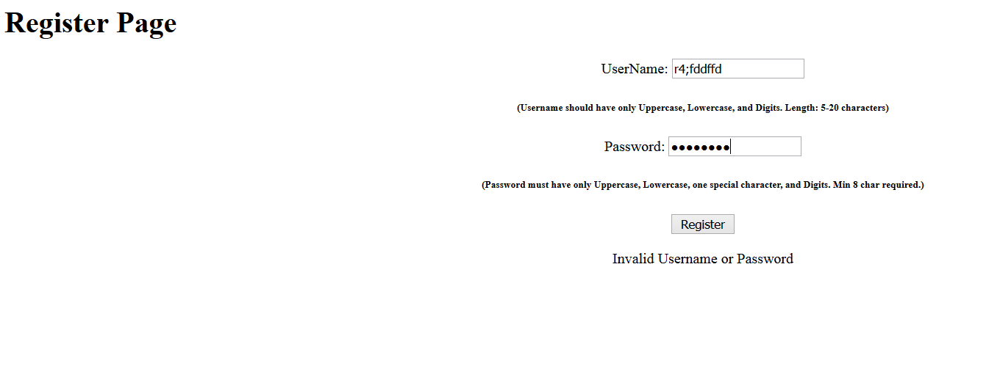 Register Page
UserName: r4;fddffd
(Username should have only Uppercase, Lowercase, and Digits. Length: 5-20 characters)
Password: ●●●●●●●●
(Password must have only Uppercase, Lowercase, one special character, and Digits. Min 8 char required.)
Register
Invalid Username or Password